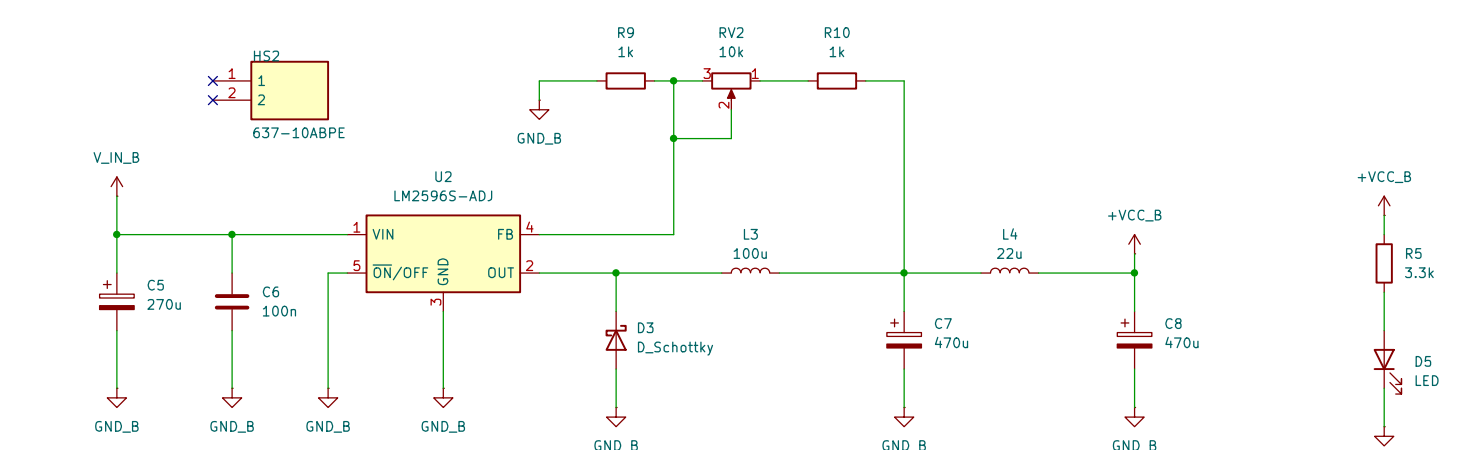 R9
1k
RV2
10k
R10
1k
HS2
1
1
2
2
637-10ABPE
3
1
2
GND_B
V_IN_B
U2
LM2596S-ADJ
+VCC_B
+VCC_B
1
VIN
FB
4
5
ON/OFF
GND
OUT
2
3
L3
100u
L4
22u
R5
3.3k
C5
270u
C6
100n
D3
D_Schottky
C7
470u
C8
470u
D5
LED
GND_B
GND_B
GND_B
GND_B
GND_B
GND_B
GND_B